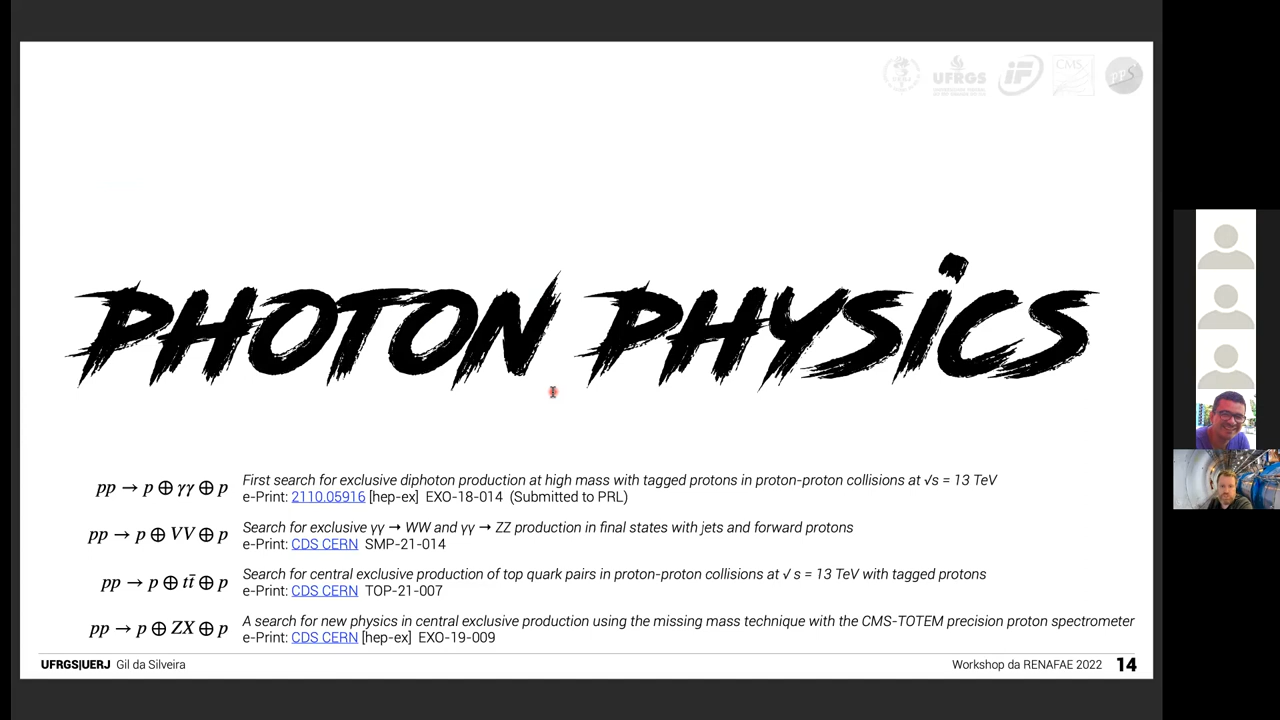 UFRGS
iF
CMS
PPS
PHOTON PHYSICS
pp → p ⊕ γγ ⊕ p
First search for exclusive diphoton production at high mass with tagged protons in proton-proton collisions at √s = 13 TeV
e-Print: 2110.05916 [hep-ex] EXO-18-014 (Submitted to PRL)
pp → p ⊕ VV ⊕ p
Search for exclusive γγ → WW and γγ → ZZ production in final states with jets and forward protons
e-Print: CDS CERN SMP-21-014
pp → p ⊕ tt̄ ⊕ p
Search for central exclusive production of top quark pairs in proton-proton collisions at √ s = 13 TeV with tagged protons
e-Print: CDS CERN TOP-21-007
pp → p ⊕ ZX ⊕ p
A search for new physics in central exclusive production using the missing mass technique with the CMS-TOTEM precision proton spectrometer
e-Print: CDS CERN [hep-ex] EXO-19-009
UFRGS|UERJ Gil da Silveira
Workshop da RENAFAE 2022 14